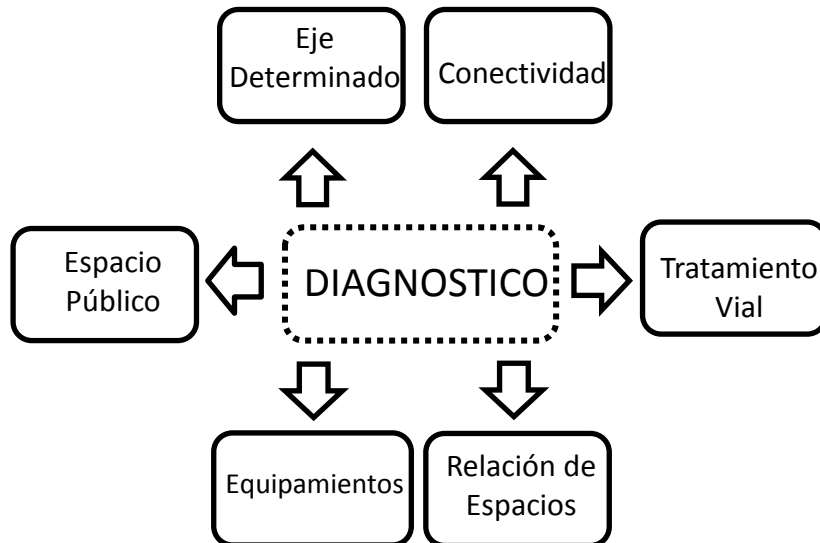 Eje
Determinado
Conectividad
Espacio
Público
DIAGNOSTICO
Tratamiento
Vial
Equipamientos
Relación de
Espacios